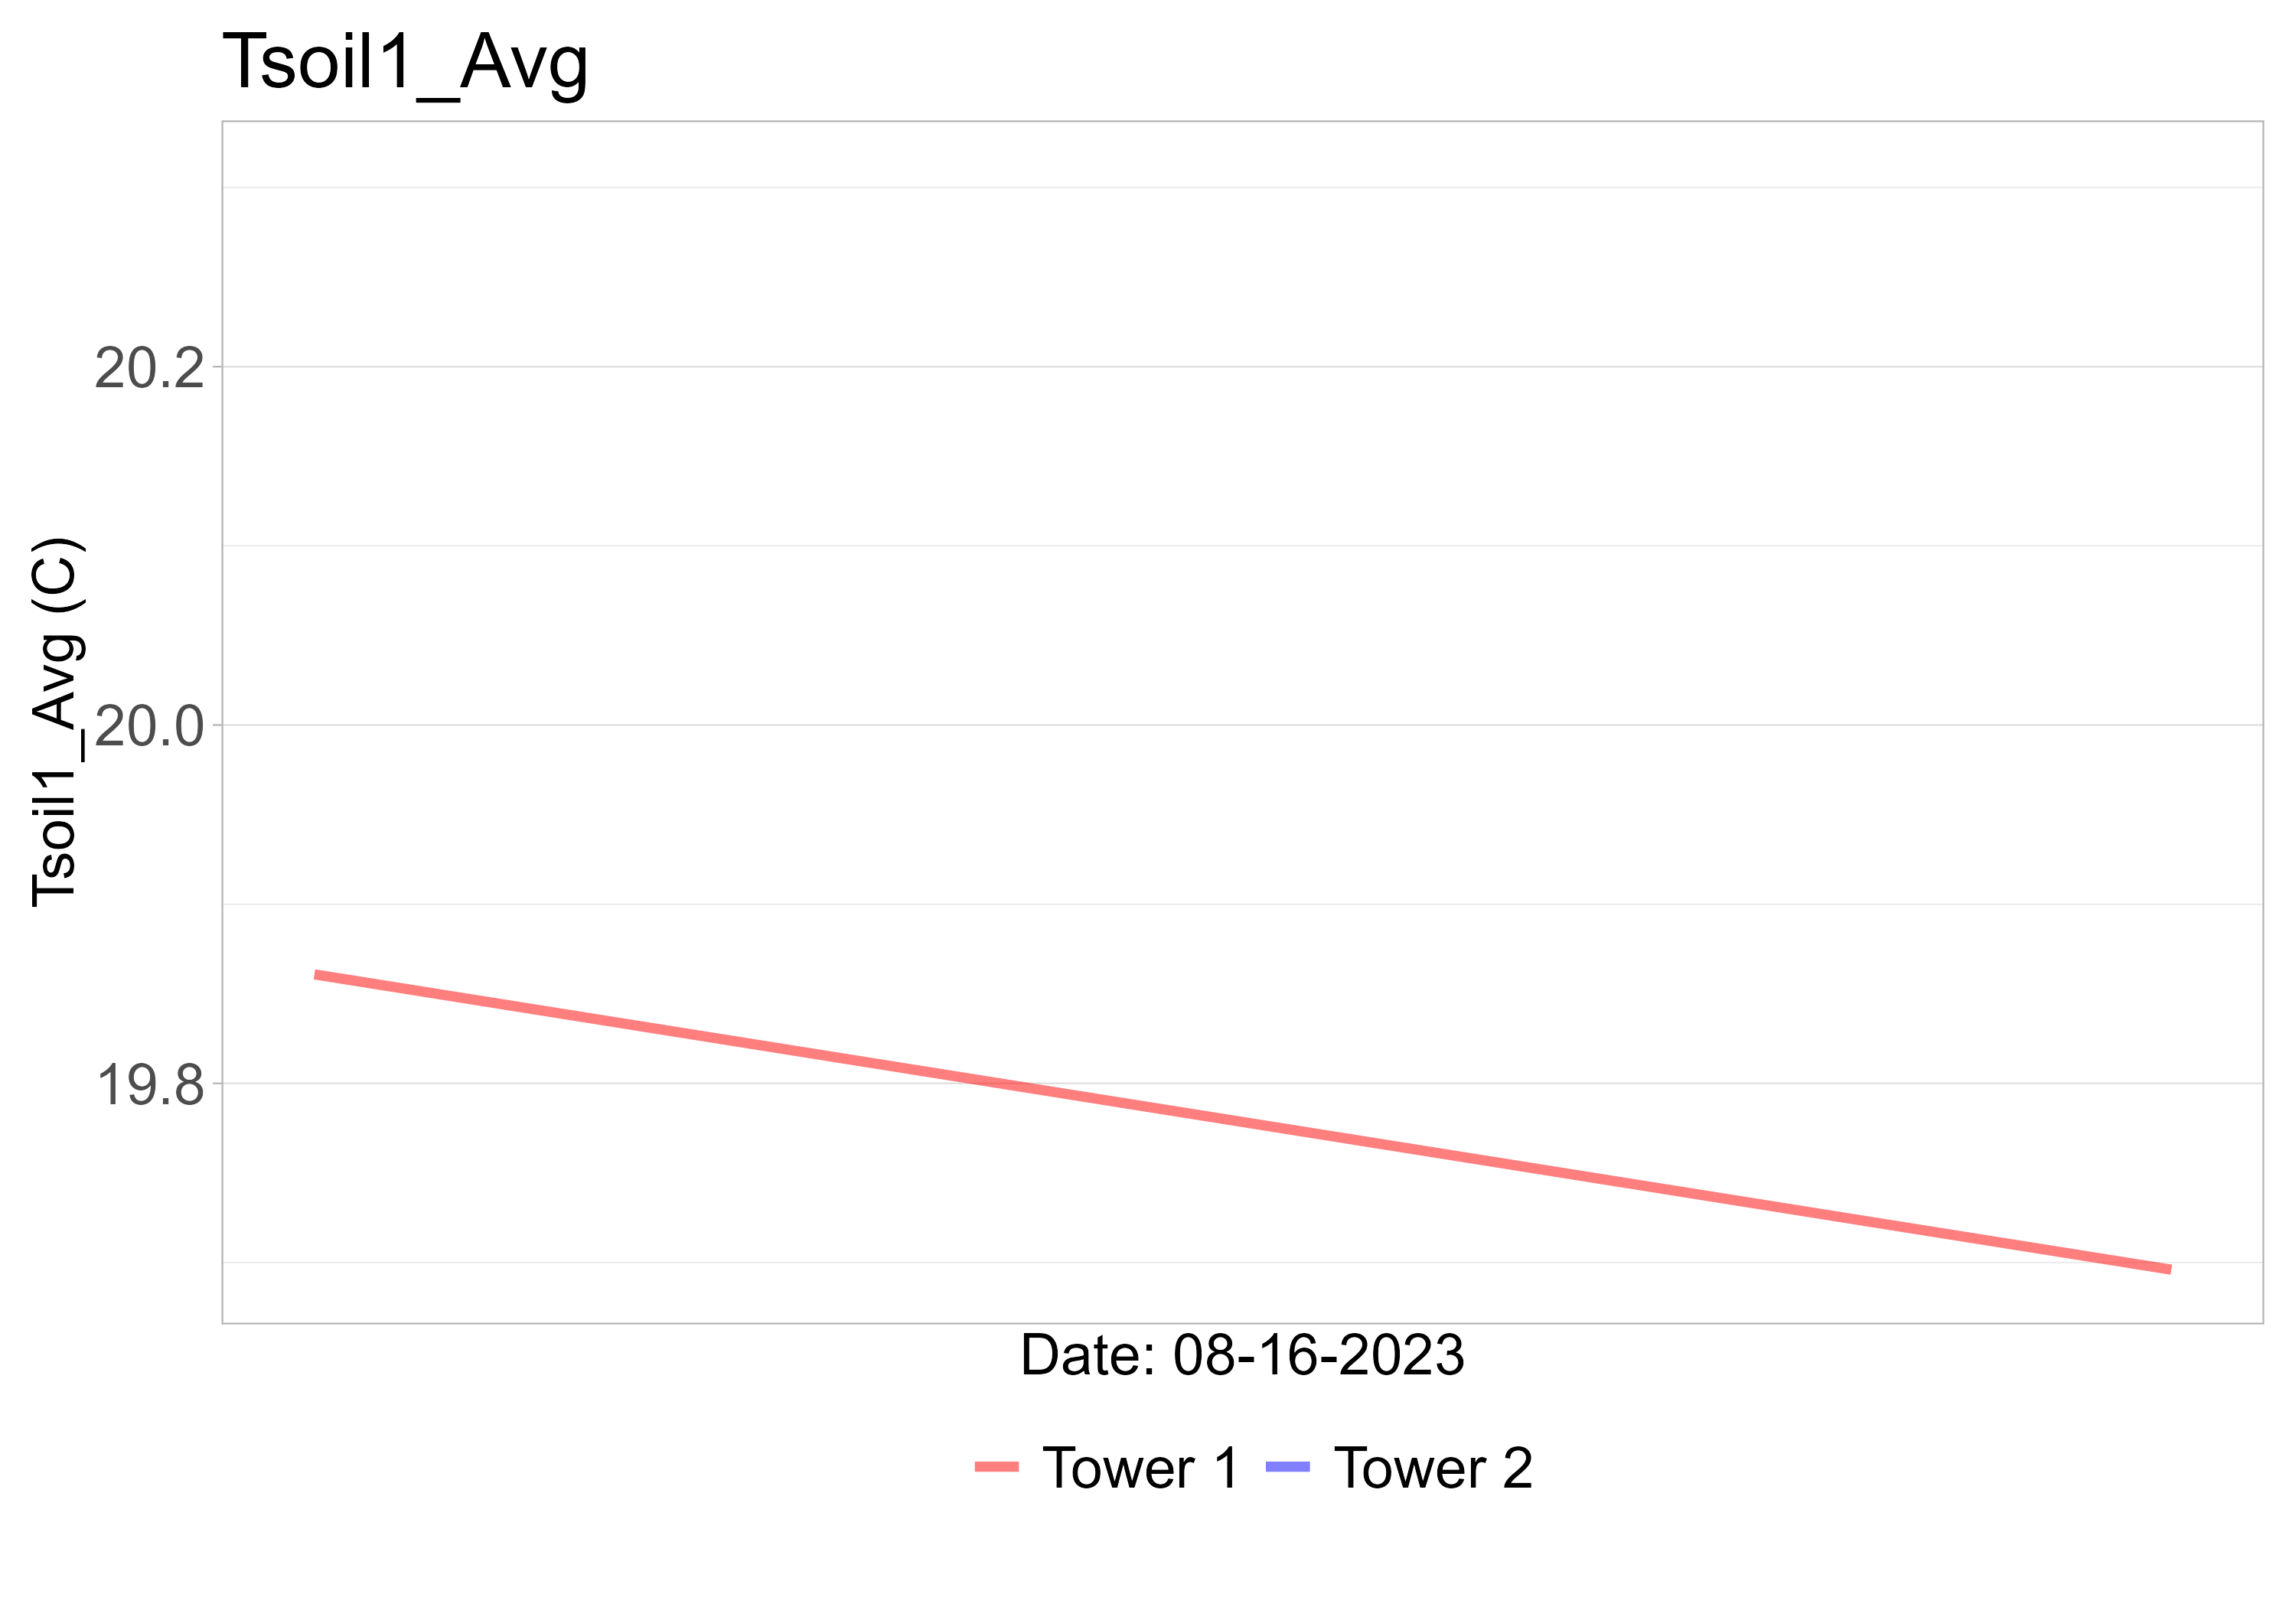 Tsoil1_Avg
Tsoil1_Avg (C)
20.2
20.0
19.8
Date: 08-16-2023
Tower 1 Tower 2